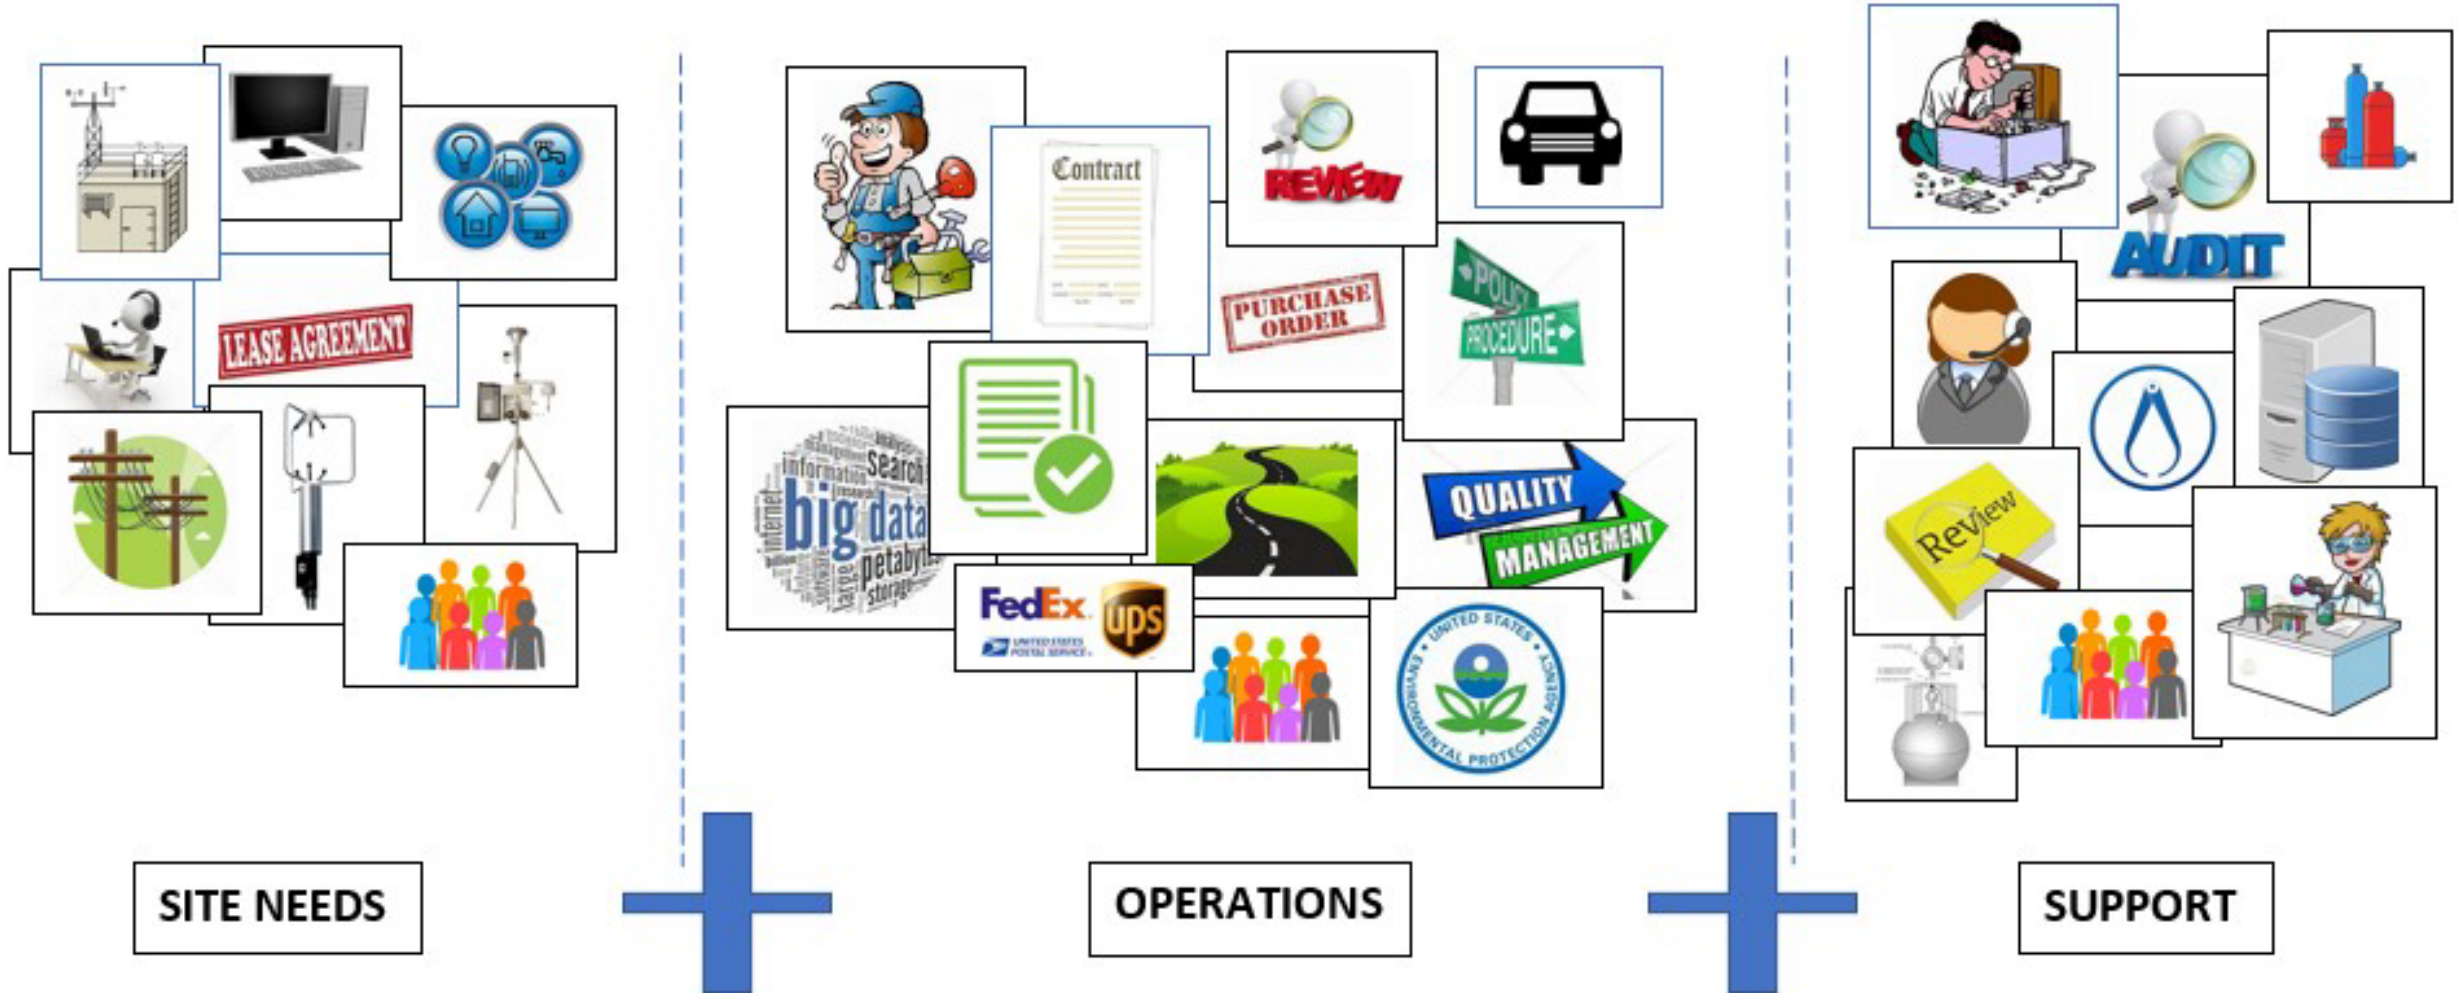 LEASE AGREEMENT
SITE NEEDS
Contract
REVIEW
PURCHASE
ORDER
POLICY
PROCEDURE
information
search
internet
big data
large
storage
QUALITY
MANAGEMENT
FedEx
UNITED STATES
POSTAL SERVICE
ups
UNITED STATES
ENVIRONMENTAL PROTECTION AGENCY
OPERATIONS
AUDIT
Review
SUPPORT